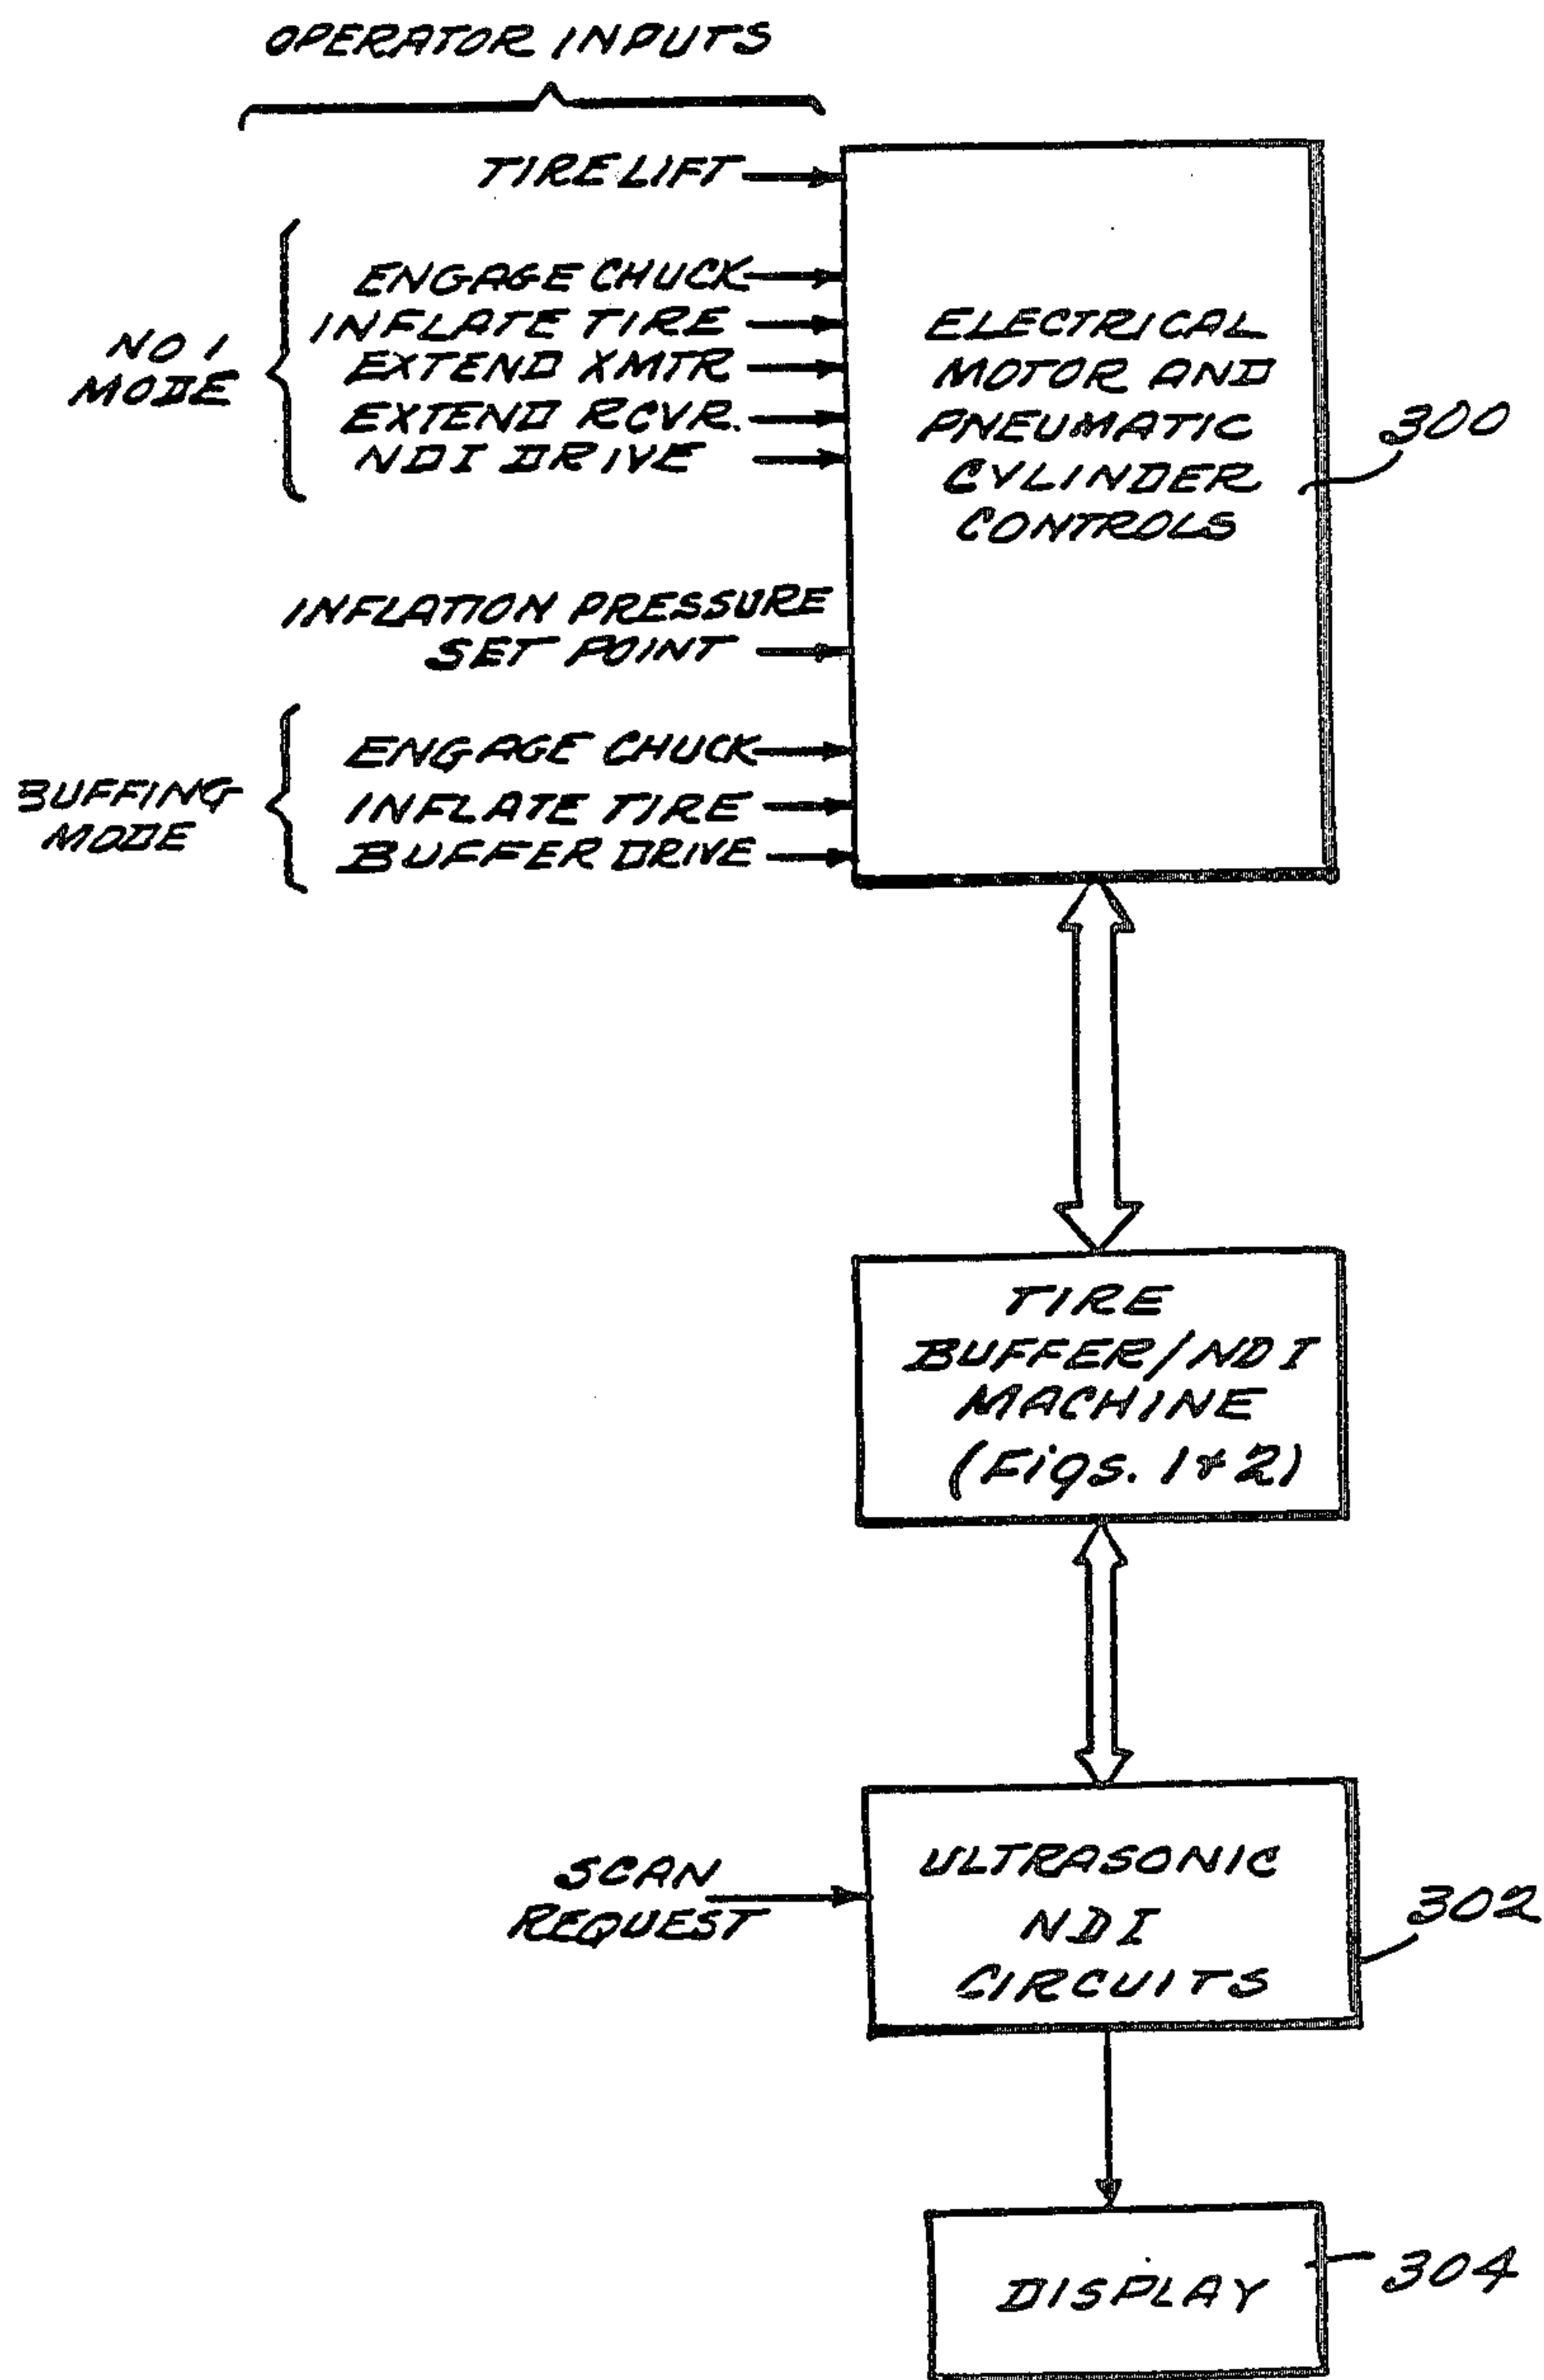 OPERATOR INPUTS
TIRE LIFT
NO I
MODE
ENGAGE CHUCK
INFLATE TIRE
EXTEND XMTR
EXTEND RCVR.
NDI DRIVE
INFLATION PRESSURE
SET POINT
BUFFING
MODE
ENGAGE CHUCK
INFLATE TIRE
BUFFER DRIVE
ELECTRICAL
MOTOR AND
PNEUMATIC
CYLINDER
CONTROLS
300
TIRE
BUFFER/NDI
MACHINE
(Figs. 1 & 2)
SCAN
REQUEST
ULTRASONIC
NDI
CIRCUITS
302
DISPLAY
304